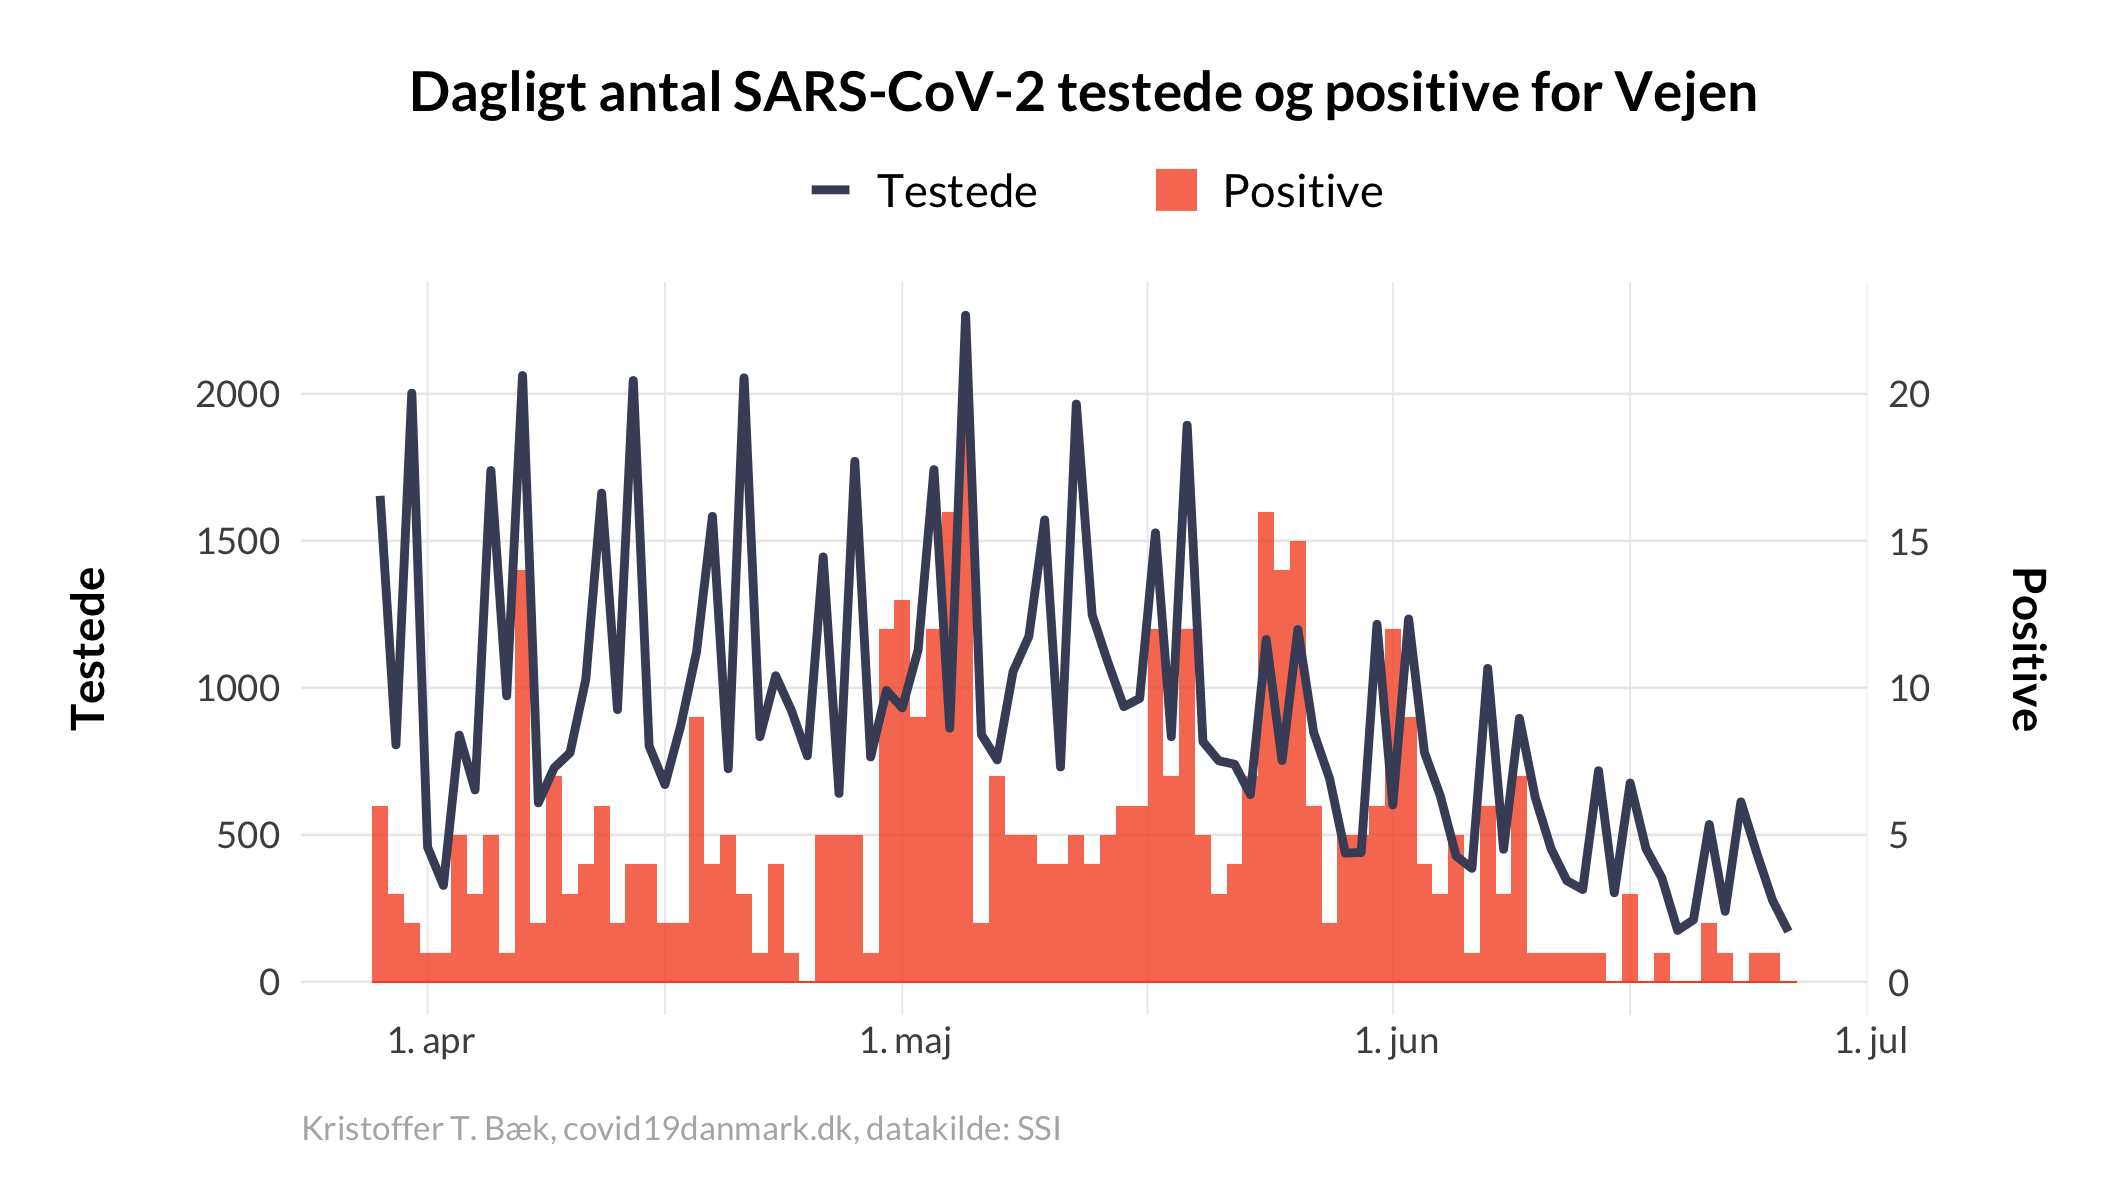 Dagligt antal SARS-CoV-2 testede og positive for Vejen
Testede
Positive
Testede
2000
1500
1000
500
0
20
15
10
5
0
Positive
1. apr
1. maj
1. jun
1. jul
Kristoffer T. Bæk, covid19danmark.dk, datakilde: SSI